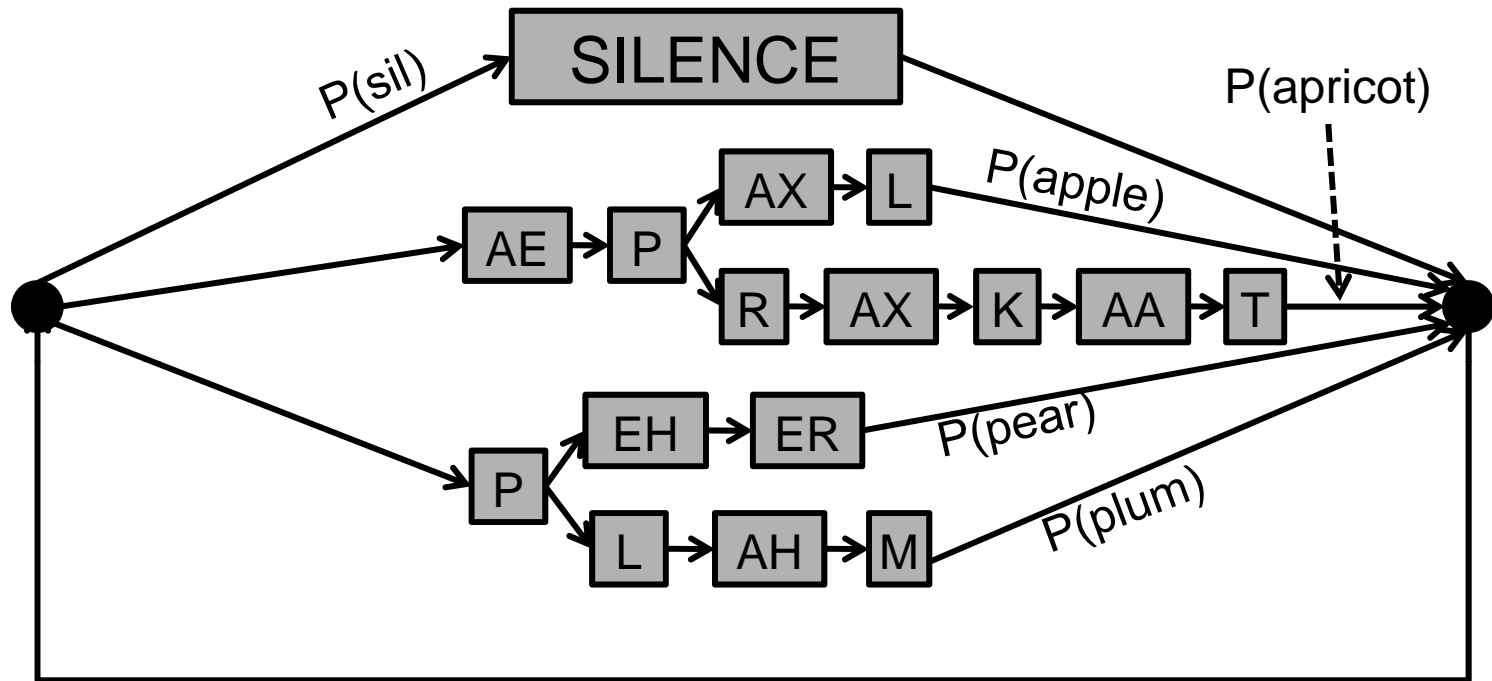 SILENCE
P(sil)
P(apricot)
AX L
P(apple)
AE P
R AX K AA T
EH ER
P(pear)
P
P(plum)
L AH M